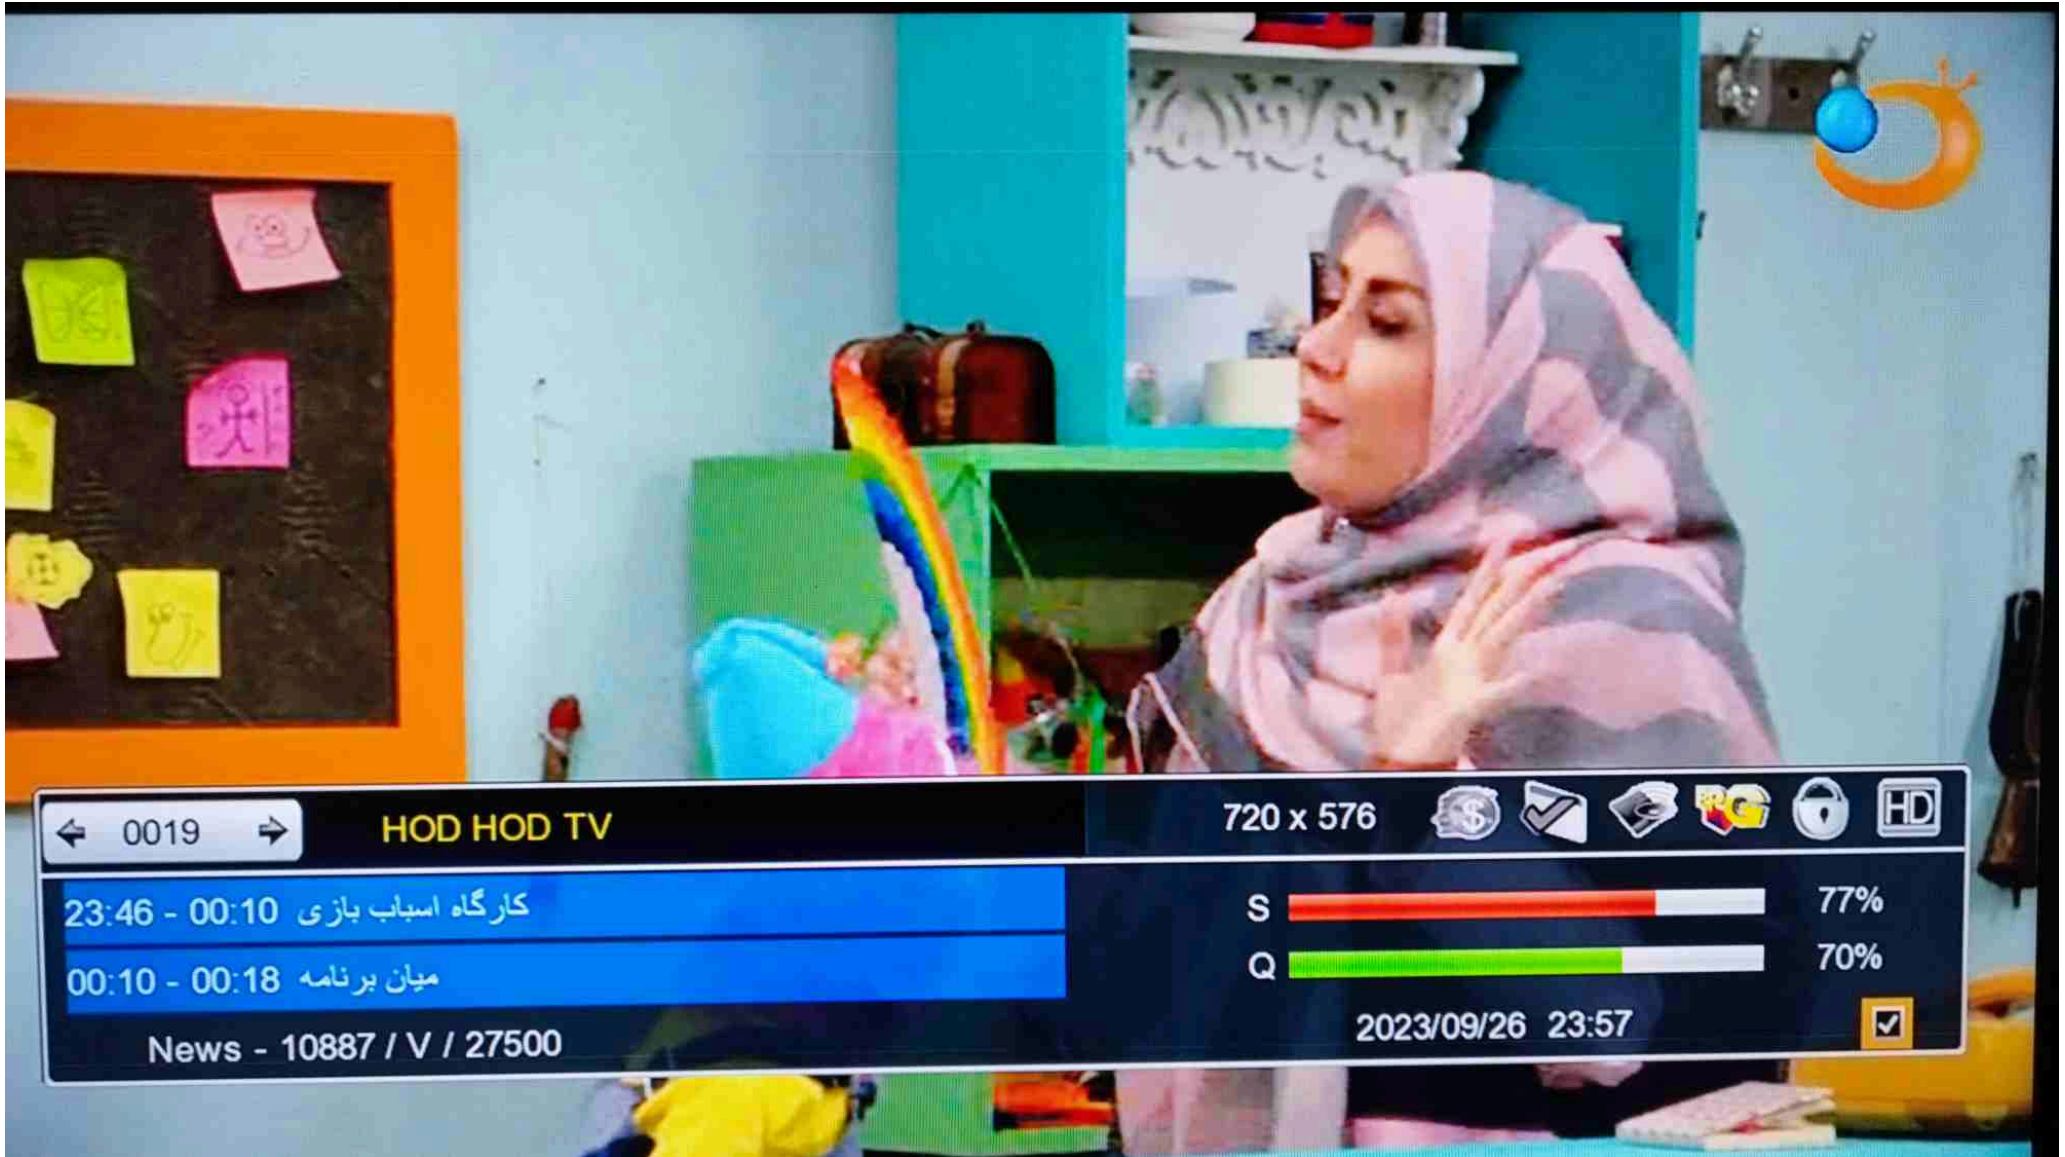 0019 HOD HOD TV 720 x 576 HD
23:46 - 00:10 کارگاه اسباب بازی
00:10 - 00:18 میان برنامه
S 77%
Q 70%
News - 10887 / V / 27500
2023/09/26 23:57